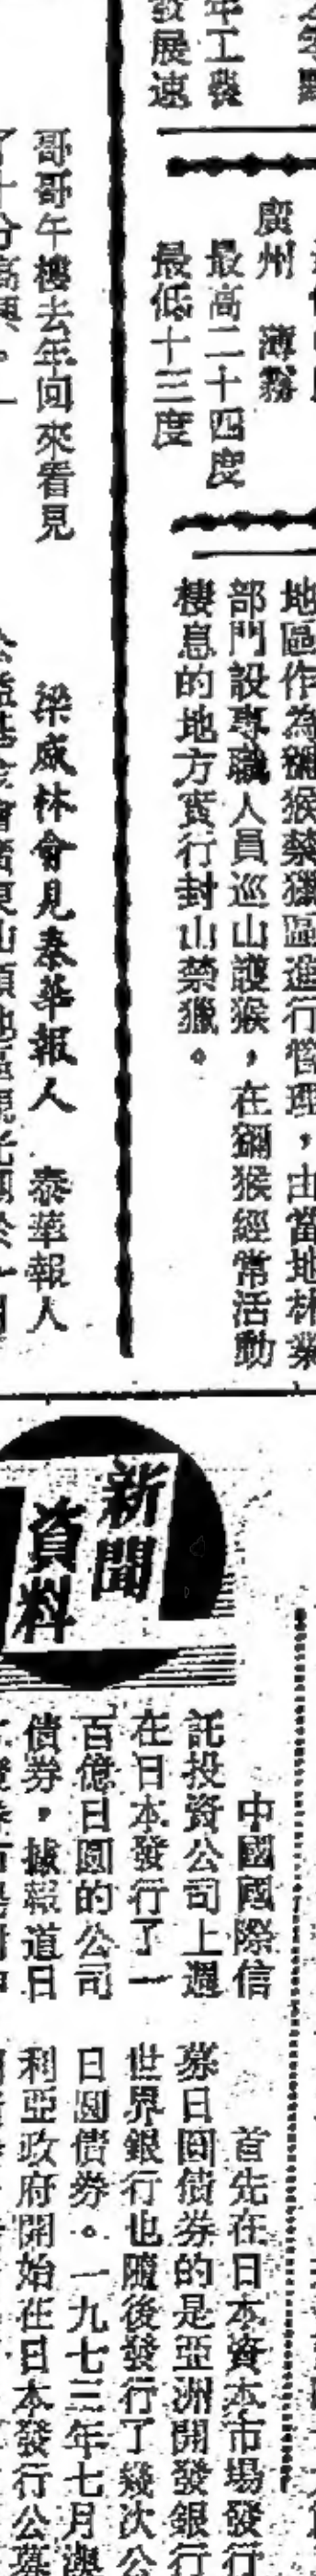 年工藝
發展速
廣州　薄霧
最高二十四度
最低十三度
地區作為獼猴禁獵區進行管理，由當地林業
部門設專職人員巡山護猴，在獼猴經常活動
棲息的地方實行封山禁獵。
哥哥午樓去年回來看見
了十分高興。一
梁威林會見泰華報人　泰華報人
新聞
資料
中國國際信
託投資公司上週
在日本發行了一
百億日圓的公司
債券，據報道日
首先在日本資本市場發行
募日圓債券的是亞洲開發銀行
世界銀行也隨後發行了幾次公
日圓債券。一九七三年七月澳
利亞政府開始在日本發行公募